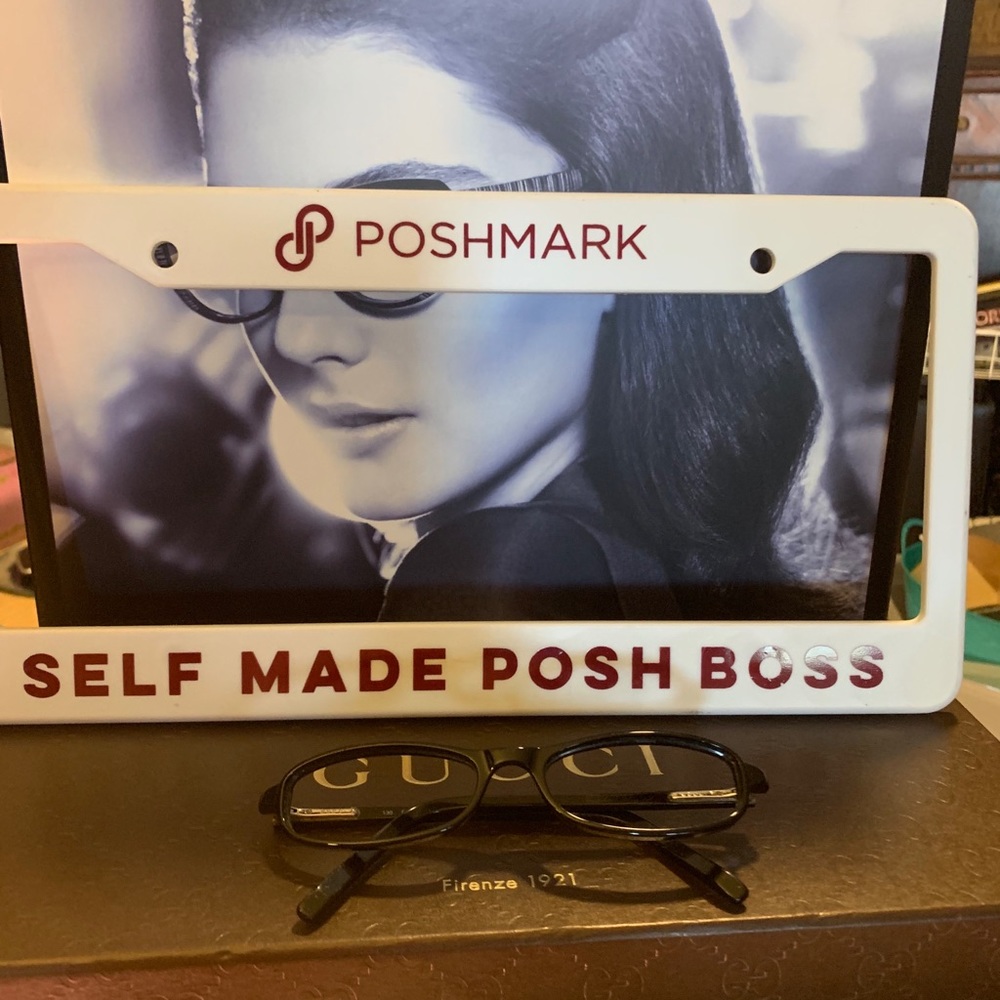 POSHMARK
SELF MADE POSH BOSS
GUCCI
Firenze 1921